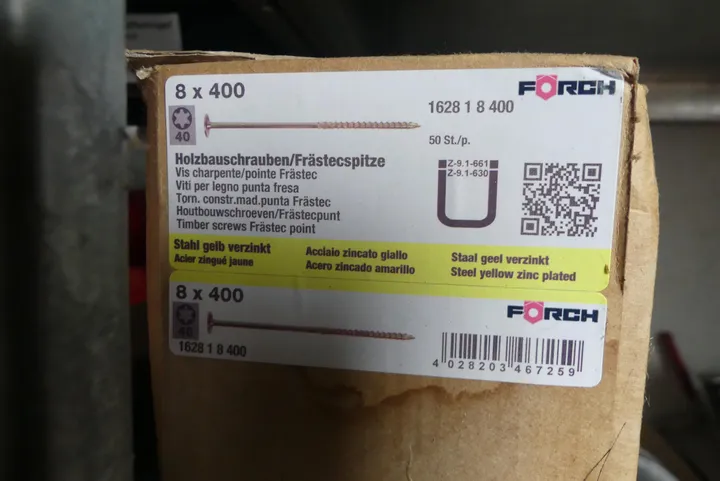 8 x 400
FÖRCH
40
1628 1 8 400
50 St./p.
Holzbauschrauben/Frästecspitze
Vis charpente/pointe Frästec
Viti per legno punta fresa
Torn. constr.mad.punta Frästec
Houtbouwschroeven/Frästecpunt
Timber screws Frästec point
Z-9.1-661
Z-9.1-630
Stahl gelb verzinkt
Acier zingué jaune
Acciaio zincato giallo
Acero zincado amarillo
Staal geel verzinkt
Steel yellow zinc plated
8 x 400
FÖRCH
40
1628 1 8 400
4 028203 467259